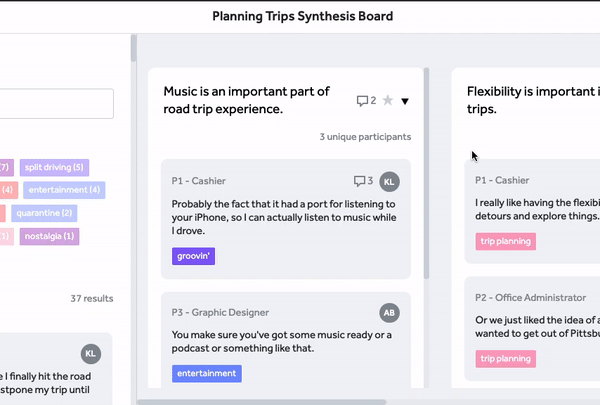 Planning Trips Synthesis Board
7)
split driving (5)
(4)
entertainment (4)
quarantine (2)
(1)
nostalgia (1)
37 results
KL
e I finally hit the road
stpone my trip until
Music is an important part of
road trip experience.
2
3 unique participants
P1 - Cashier
3
KL
Probably the fact that it had a port for listening to
your iPhone, so I can actually listen to music while
I drove.
groovin'
P3 - Graphic Designer
AB
You make sure you've got some music ready or a
podcast or something like that.
entertainment
Flexibility is important i
trips.
P1 - Cashier
I really like having the flexibi
detours and explore things.
trip planning
P2 - Office Administrator
Or we just liked the idea of a
wanted to get out of Pittsbu
trip planning